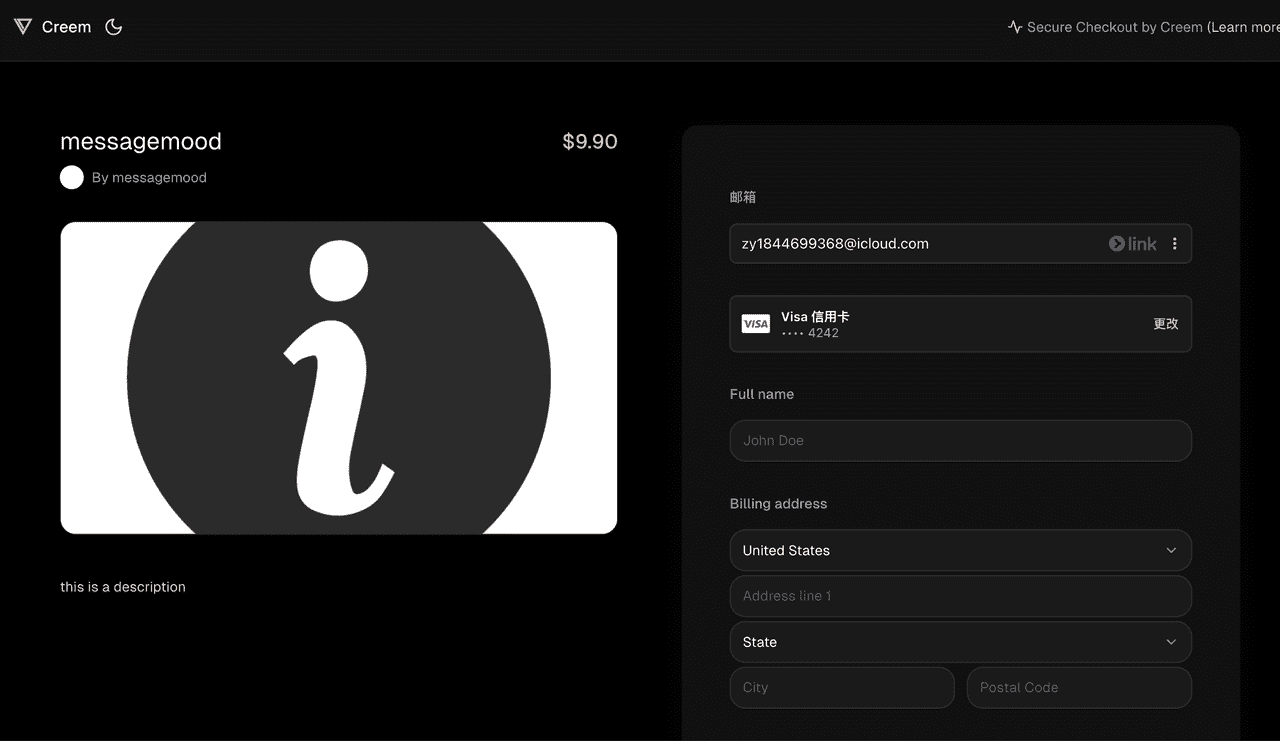 Creem
Secure Checkout by Creem (Learn more
messagemood
$9.90
By messagemood
i
this is a description
邮箱
zy1844699368@icloud.com
link
VISA
Visa 信用卡
•••• 4242
更改
Full name
John Doe
Billing address
United States
Address line 1
State
City
Postal Code